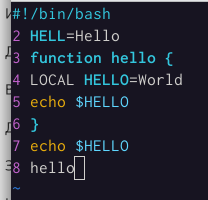 #!/bin/bash
2 HELL=Hello
3 function hello {
4 LOCAL HELLO=World
5 echo $HELLO
6 }
7 echo $HELLO
8 hello
~